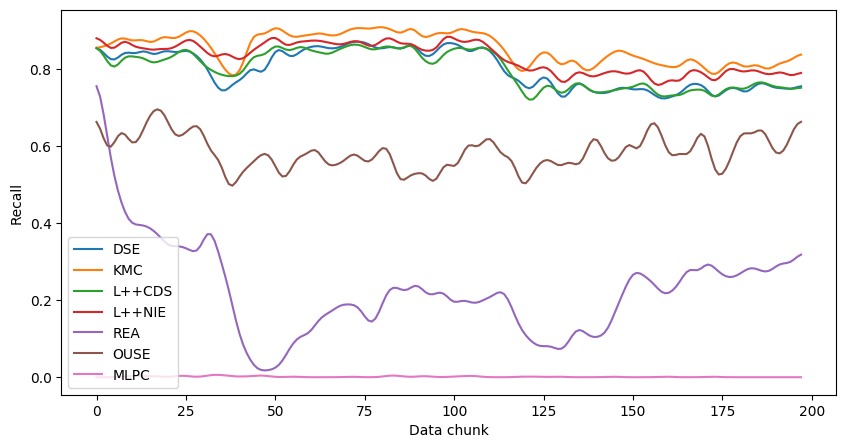 0.8
0.6
0.4
0.2
0.0
Recall
DSE
KMC
L++CDS
L++NIE
REA
OUSE
MLPC
0 25 50 75 100 125 150 175 200
Data chunk